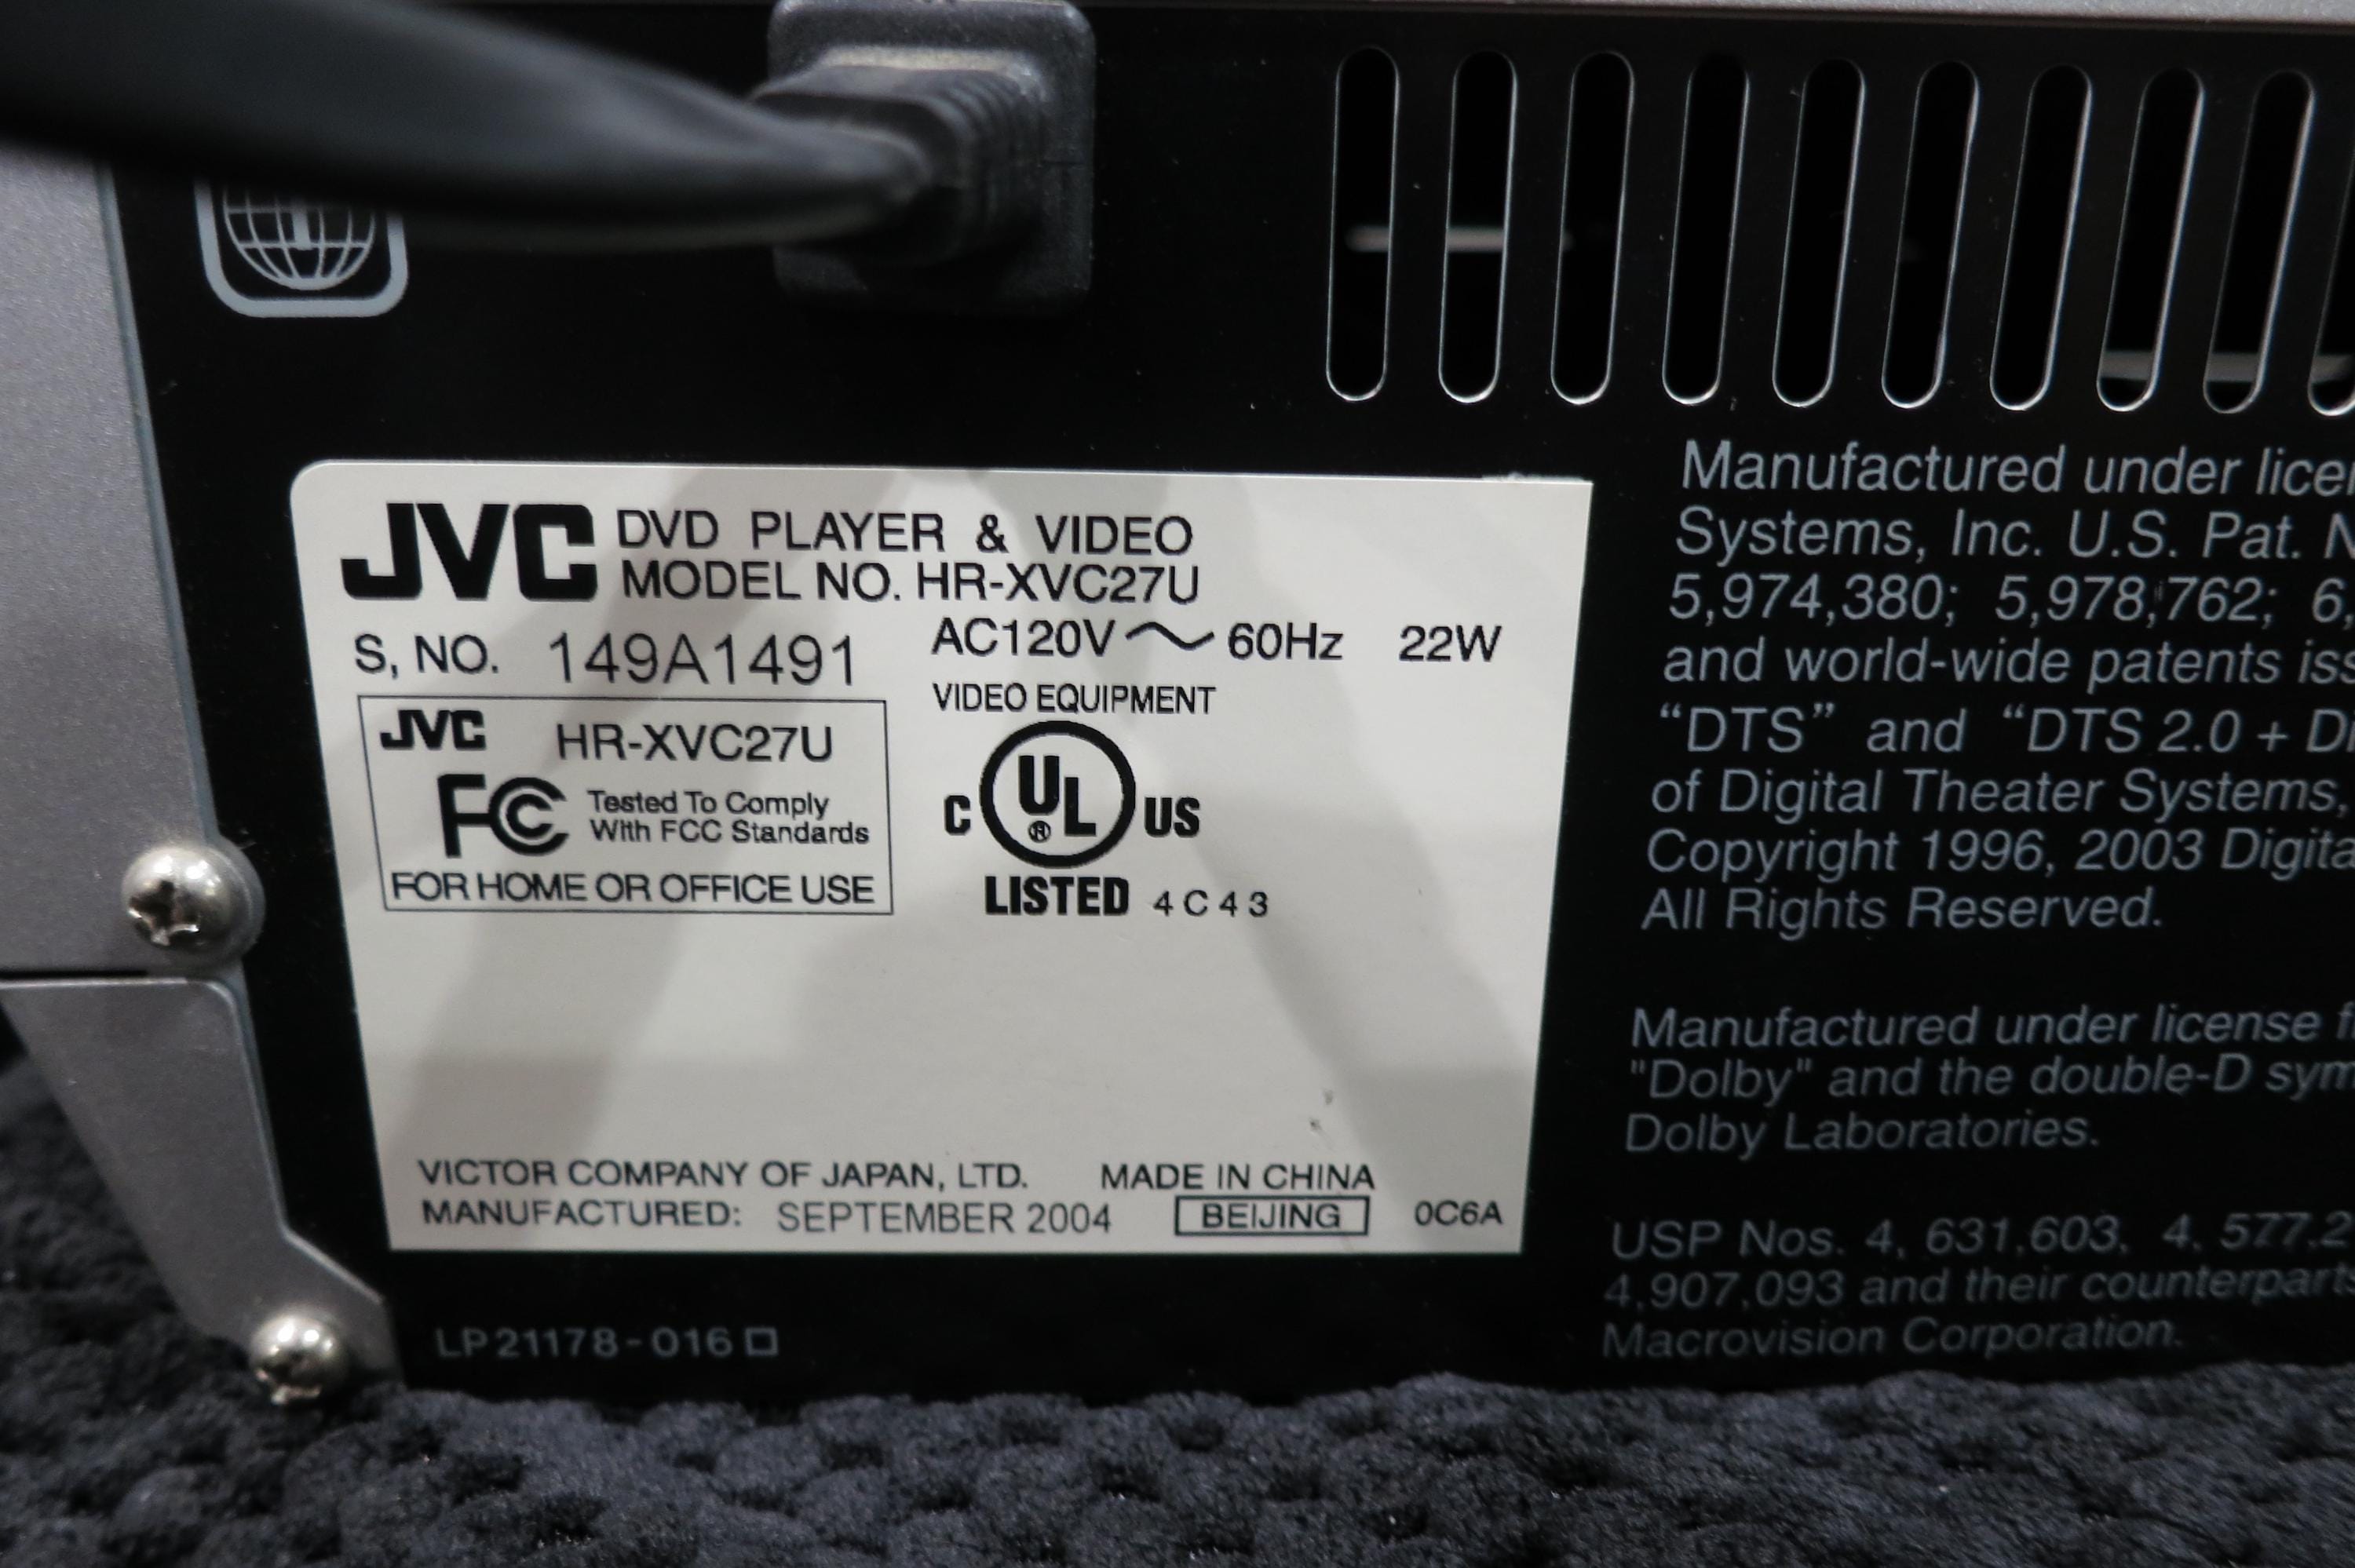 JVC DVD PLAYER & VIDEO
MODEL NO. HR-XVC27U
S, NO. 149A1491
AC120V ~ 60Hz 22W
VIDEO EQUIPMENT
JVC HR-XVC27U
FC Tested To Comply
With FCC Standards
FOR HOME OR OFFICE USE
C UL ® US
LISTED 4C43
VICTOR COMPANY OF JAPAN, LTD. MADE IN CHINA
MANUFACTURED: SEPTEMBER 2004 BEIJING 0C6A
LP21178-016
Manufactured under
Systems, Inc. U.S. Pat.
5,974,380; 5,978,762; 6,
and world-wide patents
“DTS” and “DTS 2.0 +
of Digital Theater Systems,
Copyright 1996, 2003
All Rights Reserved.
Manufactured under license
"Dolby" and the double-D
Dolby Laboratories.
USP Nos. 4, 631,603, 4, 577,2
4,907,093 and their counterparts
Macrovision Corporation.